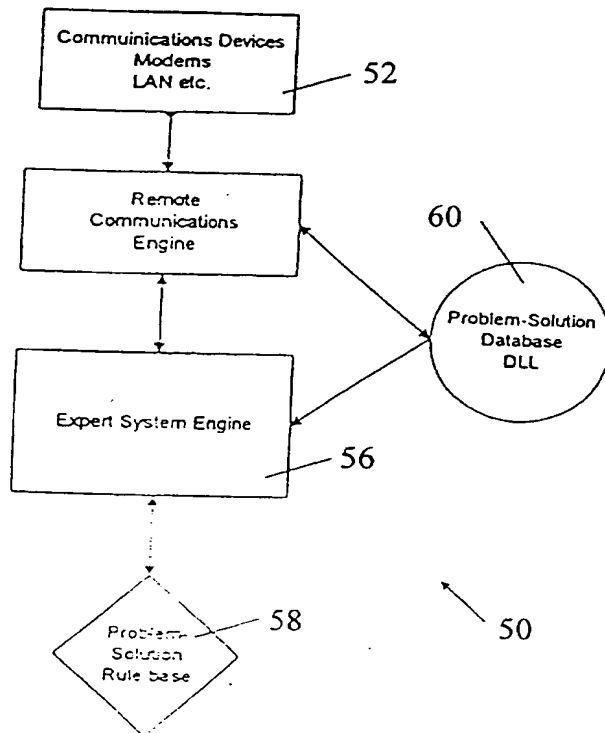 Commuinications Devices
Modems
LAN etc.
52
Remote
Communications
Engine
60
Problem-Solution
Database
DLL
Expert System Engine
56
58
Problem-
Solution
Rule base
50